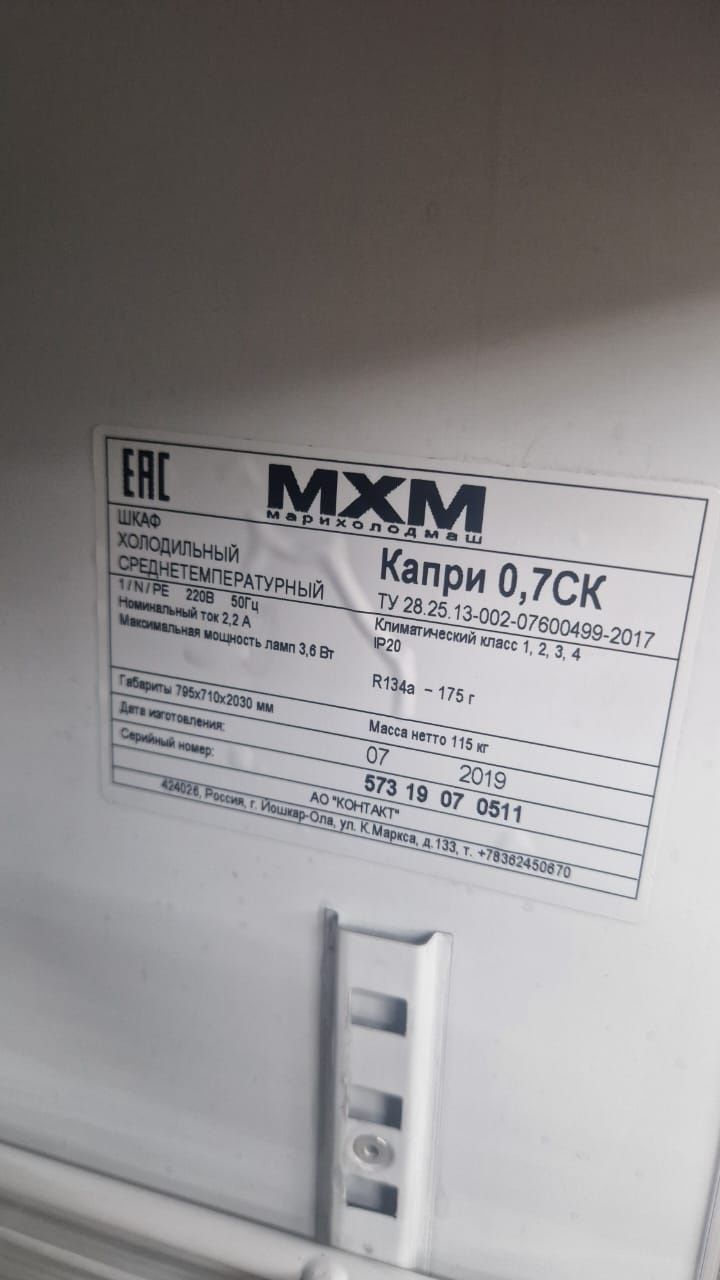 ЕАС
МХМ
марихолодмаш
ШКАФ
ХОЛОДИЛЬНЫЙ
СРЕДНЕТЕМПЕРАТУРНЫЙ
Капри 0,7СК
ТУ 28.25.13-002-07600499-2017
1/N/PE 220В 50Гц
Номинальный ток 2,2 А
Максимальная мощность ламп 3,6 Вт
Климатический класс 1, 2, 3, 4
IP20
R134a – 175 г
Габариты 795x710x2030 мм
Масса нетто 115 кг
Дата изготовления: 07 2019
Серийный номер: 573 19 07 0511
АО "КОНТАКТ"
424026, Россия, г. Йошкар-Ола, ул. К.Маркса, д.133, т. +78362450670